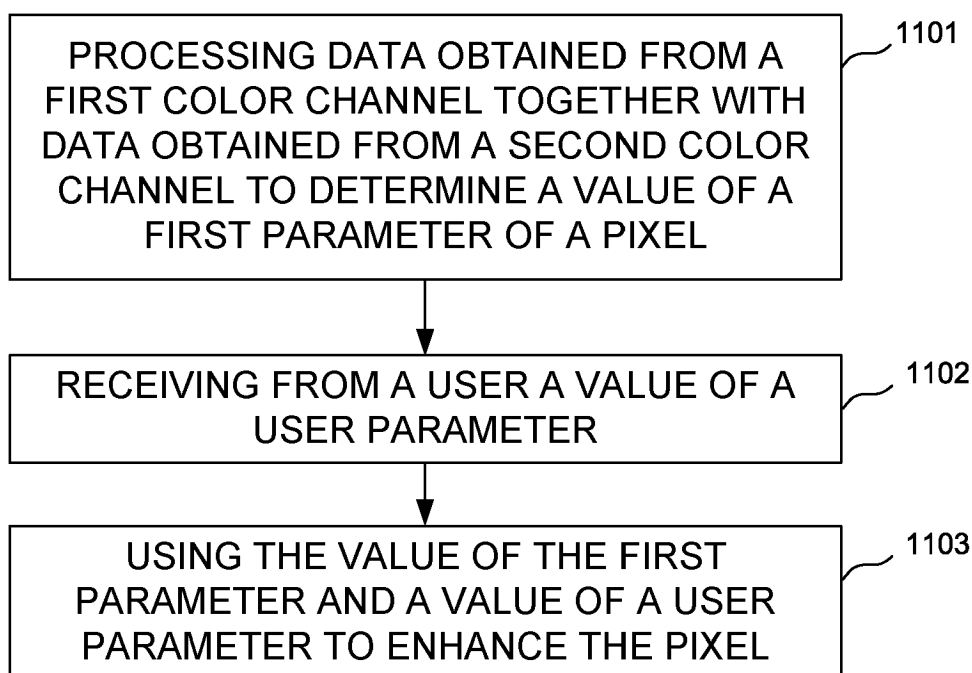 1101
PROCESSING DATA OBTAINED FROM A
FIRST COLOR CHANNEL TOGETHER WITH
DATA OBTAINED FROM A SECOND COLOR
CHANNEL TO DETERMINE A VALUE OF A
FIRST PARAMETER OF A PIXEL
1102
RECEIVING FROM A USER A VALUE OF A
USER PARAMETER
1103
USING THE VALUE OF THE FIRST
PARAMETER AND A VALUE OF A USER
PARAMETER TO ENHANCE THE PIXEL